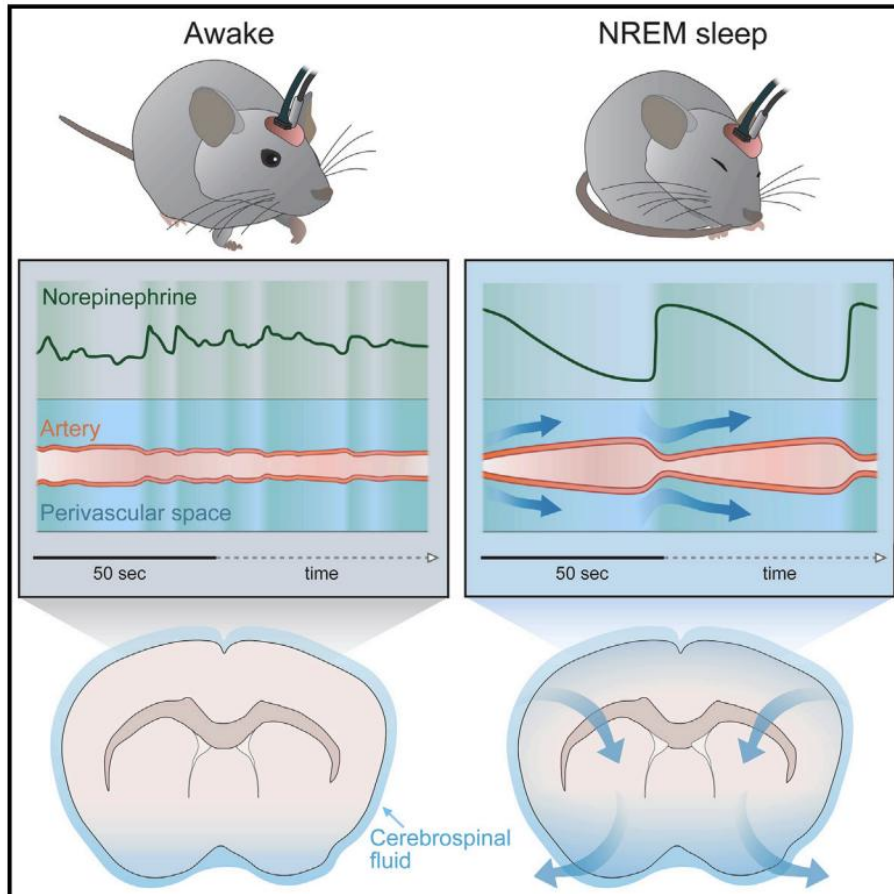 Awake
NREM sleep
Norepinephrine
Artery
Perivascular space
50 sec
time
50 sec
time
Cerebrospinal
fluid